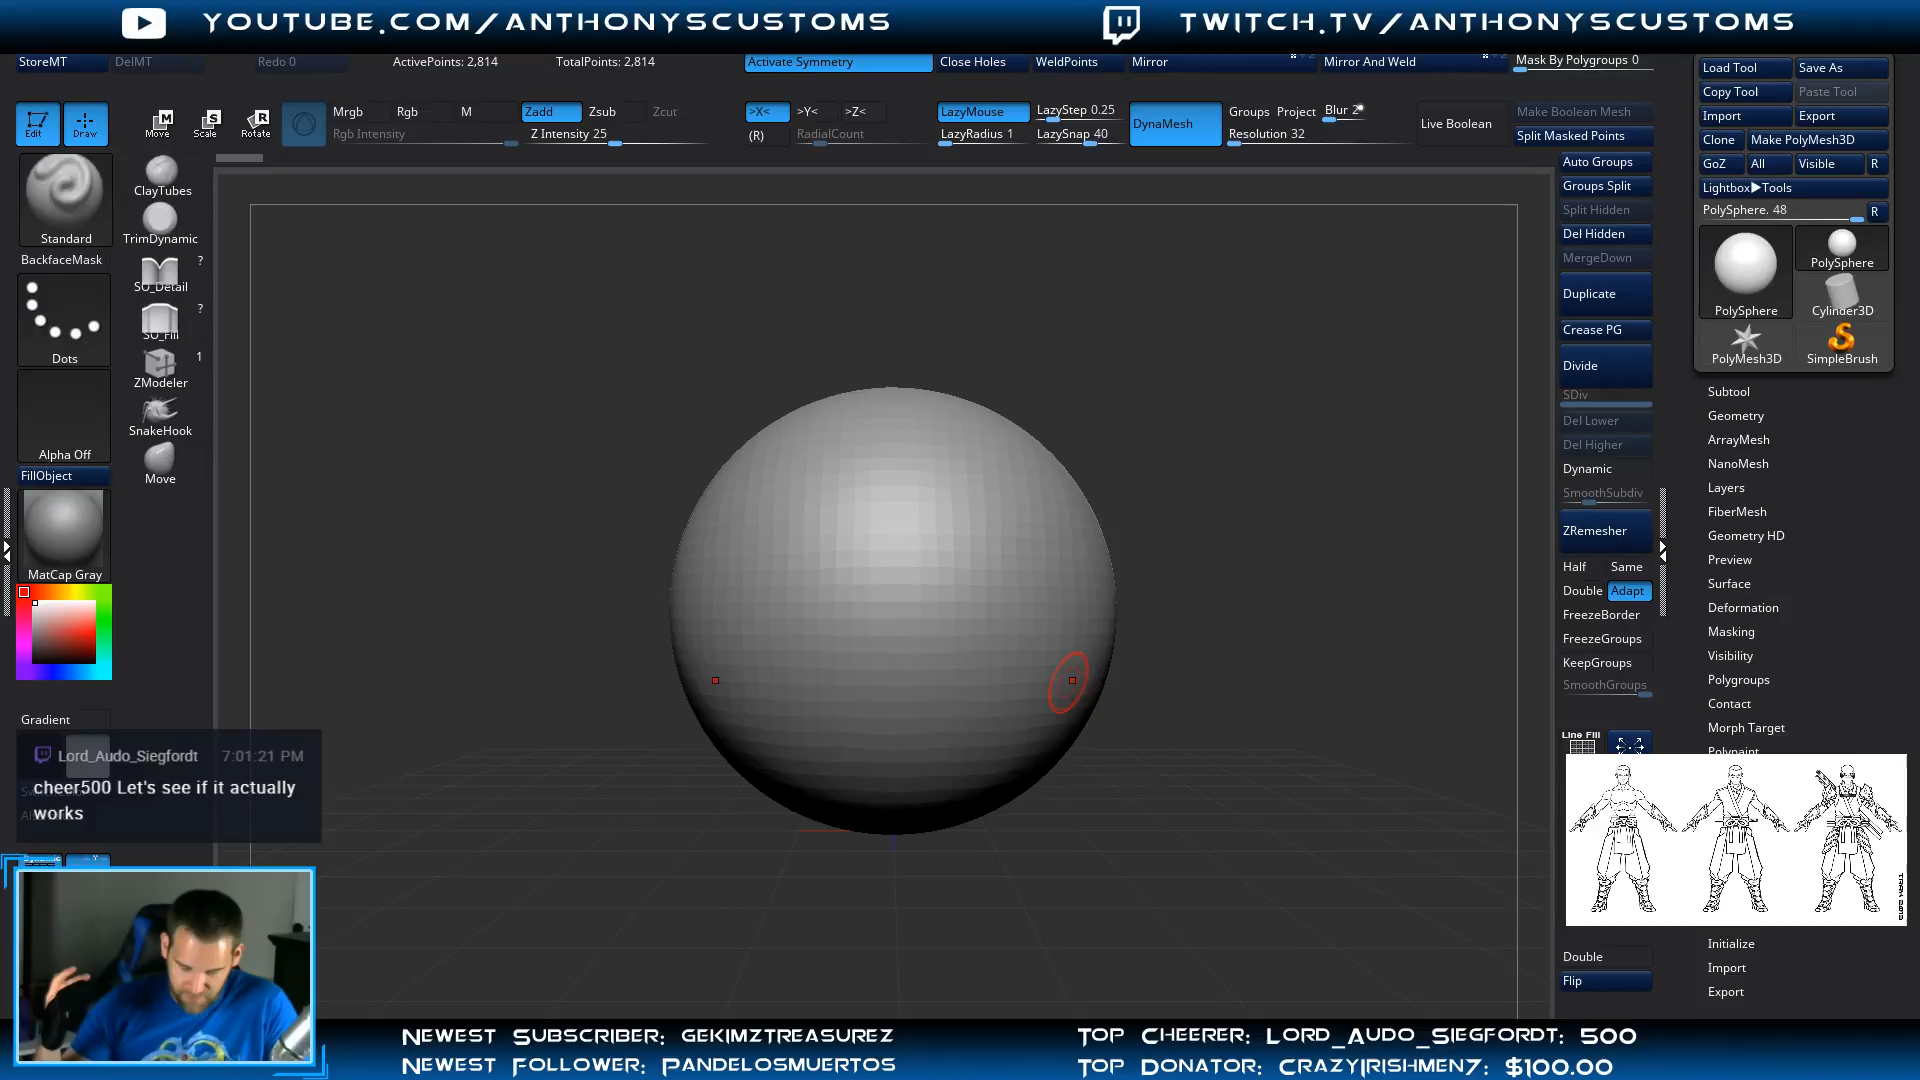 YOUTUBE.COM/ANTHONYSCUSTOMS
TWITCH.TV/ANTHONYSCUSTOMS
StoreMT
DelMT
Redo 0
ActivePoints: 2,814
TotalPoints: 2,814
Activate Symmetry
Close Holes
WeldPoints
Mirror
Mirror And Weld
Mask By Polygroups 0
Edit
Draw
Move
Scale
Rotate
Mrgb
Rgb
M
Zadd
Zsub
Zcut
Rgb Intensity
Z Intensity 25
>X<
>Y<
>Z<
(R)
RadialCount
LazyMouse
LazyStep 0.25
LazyRadius 1
LazySnap 40
DynaMesh
Groups
Project
Blur 2
Resolution 32
Live Boolean
Make Boolean Mesh
Split Masked Points
Standard
BackfaceMask
Dots
Alpha Off
FillObject
MatCap Gray
Gradient
ClayTubes
TrimDynamic
?
SO_Detail
?
SO_Fill
1
ZModeler
SnakeHook
Move
Auto Groups
Groups Split
Split Hidden
Del Hidden
MergeDown
Duplicate
Crease PG
Divide
SDiv
Del Lower
Del Higher
Dynamic
SmoothSubdiv
ZRemesher
Half
Same
Double
Adapt
FreezeBorder
FreezeGroups
KeepGroups
SmoothGroups
Line Fill
Double
Flip
Load Tool
Save As
Copy Tool
Paste Tool
Import
Export
Clone
Make PolyMesh3D
GoZ
All
Visible
R
Lightbox▶Tools
PolySphere. 48
R
PolySphere
PolySphere
Cylinder3D
PolyMesh3D
SimpleBrush
Subtool
Geometry
ArrayMesh
NanoMesh
Layers
FiberMesh
Geometry HD
Preview
Surface
Deformation
Masking
Visibility
Polygroups
Contact
Morph Target
Polypaint
Initialize
Import
Export
Lord_Audo_Siegfordt 7:01:21 PM
cheer500 Let's see if it actually
works
Newest Subscriber: gekimztreasurez
Newest Follower: Pandelosmuertos
Top Cheerer: Lord_Audo_Siegfordt: 500
Top Donator: CrazyIrishmen7: $100.00